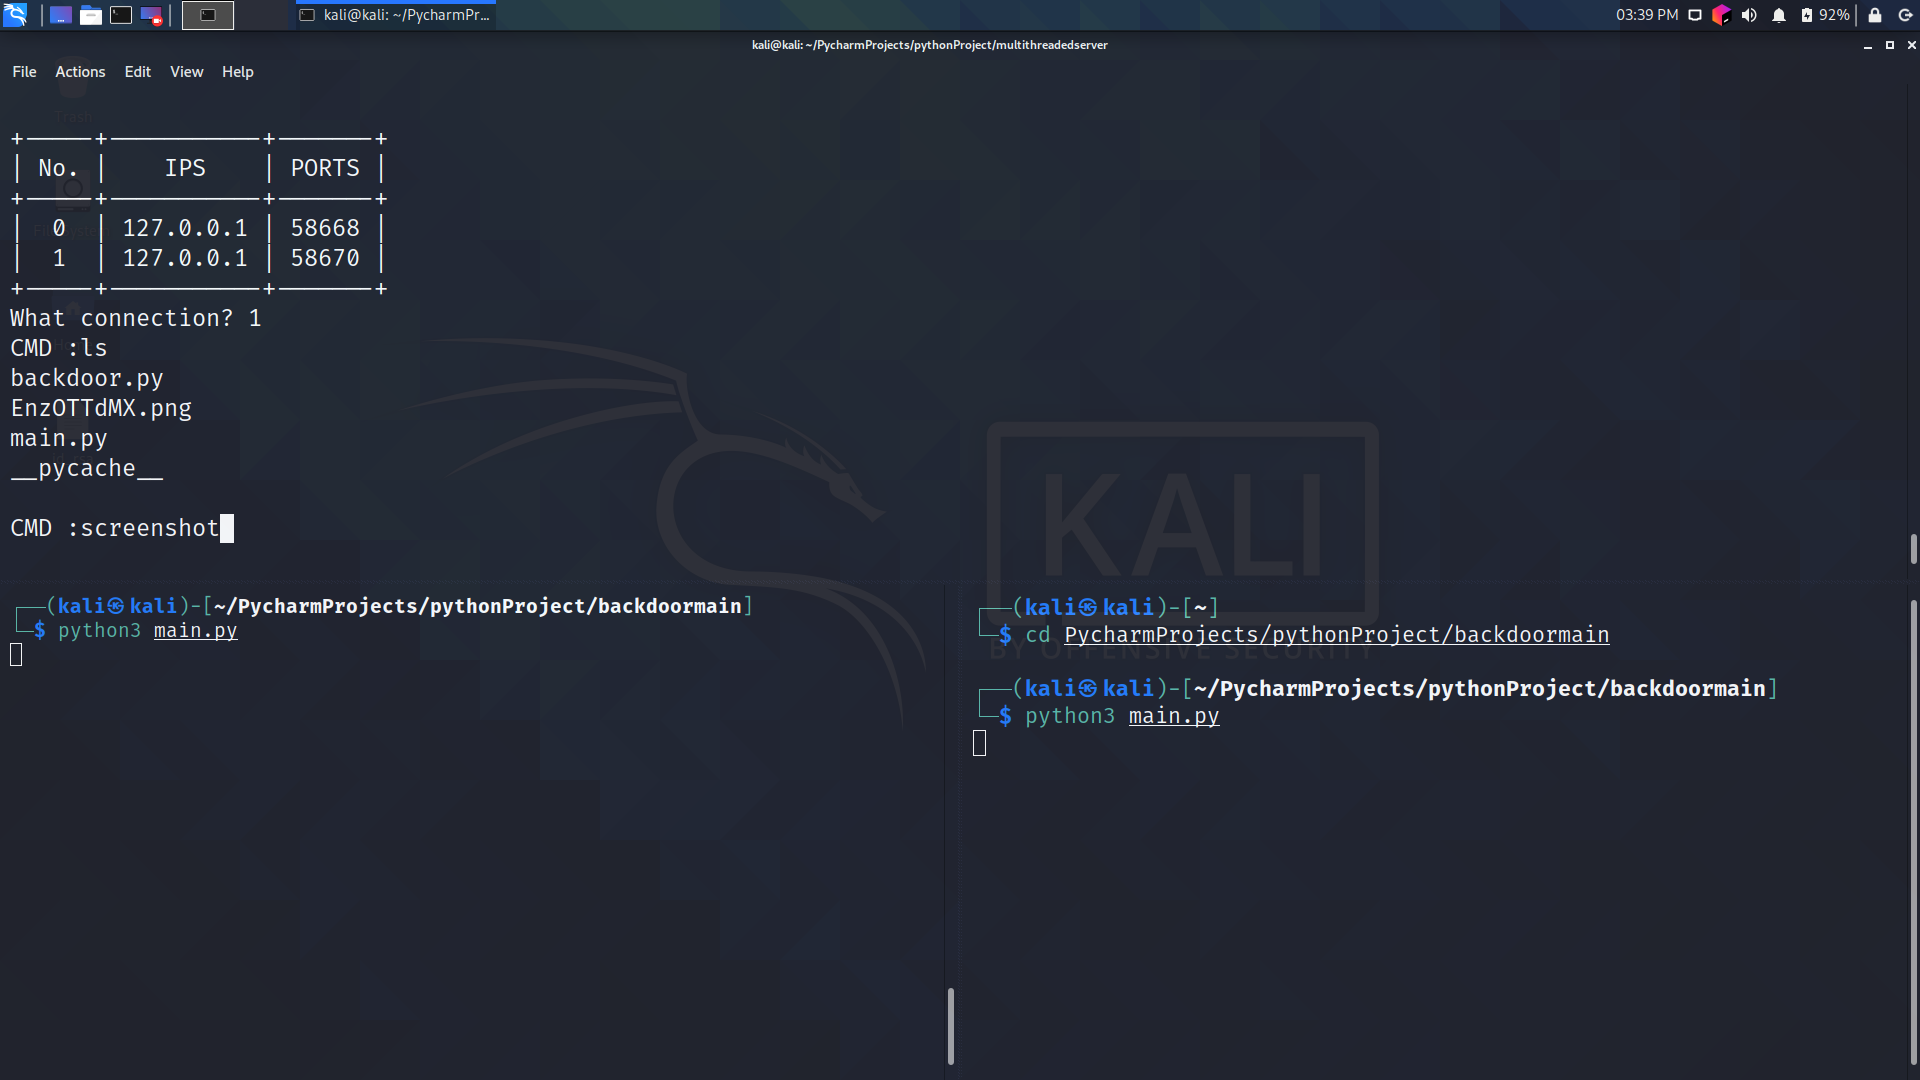 kali@kali: ~/PycharmPr...
03:39 PM
92%
kali@kali: ~/PycharmProjects/pythonProject/multithreadedserver
File Actions Edit View Help
Trash
No. IPS PORTS
0 127.0.0.1 58668
1 127.0.0.1 58670
What connection? 1
CMD :ls
backdoor.py
EnzOTTdMX.png
main.py
__pycache__
CMD :screenshot
KALI
BY OFFENSIVE SECURITY
(kali㉿kali)-[~/PycharmProjects/pythonProject/backdoormain]
$ python3 main.py
(kali㉿kali)-[~]
$ cd PycharmProjects/pythonProject/backdoormain
(kali㉿kali)-[~/PycharmProjects/pythonProject/backdoormain]
$ python3 main.py